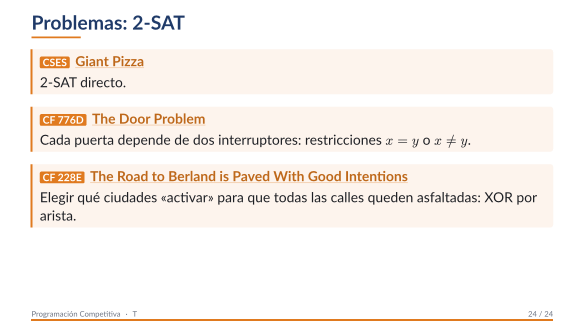 Problemas: 2-SAT
CSES Giant Pizza
2-SAT directo.
CF 776D The Door Problem
Cada puerta depende de dos interruptores: restricciones x = y o x ≠ y.
CF 228E The Road to Berland is Paved With Good Intentions
Elegir qué ciudades «activar» para que todas las calles queden asfaltadas: XOR por
arista.
Programación Competitiva · T
24 / 24